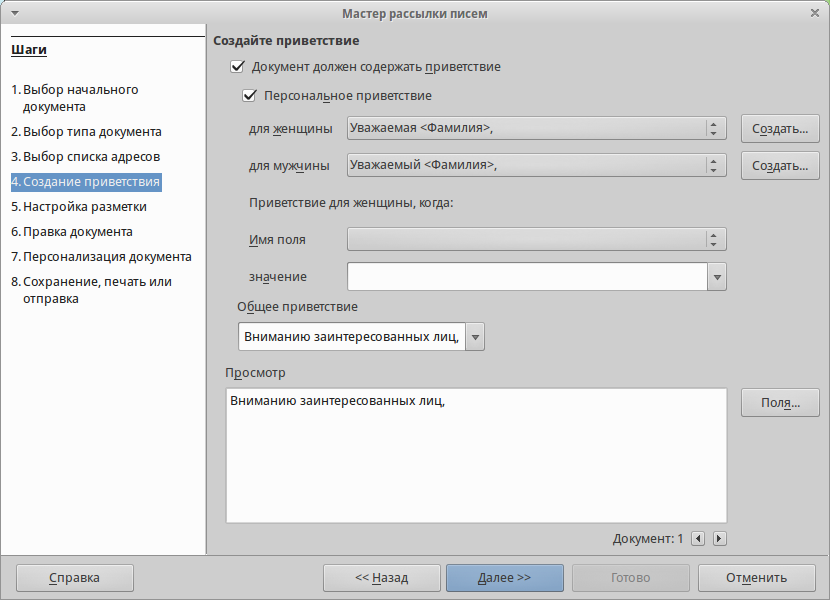 Мастер рассылки писем
Шаги
1. Выбор начального
документа
2. Выбор типа документа
3. Выбор списка адресов
4. Создание приветствия
5. Настройка разметки
6. Правка документа
7. Персонализация документа
8. Сохранение, печать или
отправка
Создайте приветствие
Документ должен содержать приветствие
Персональное приветствие
для женщины Уважаемая <Фамилия>, Создать...
для мужчины Уважаемый <Фамилия>, Создать...
Приветствие для женщины, когда:
Имя поля
значение
Общее приветствие
Вниманию заинтересованных лиц,
Просмотр
Вниманию заинтересованных лиц, Поля...
Документ: 1
Справка << Назад Далее >> Готово Отменить